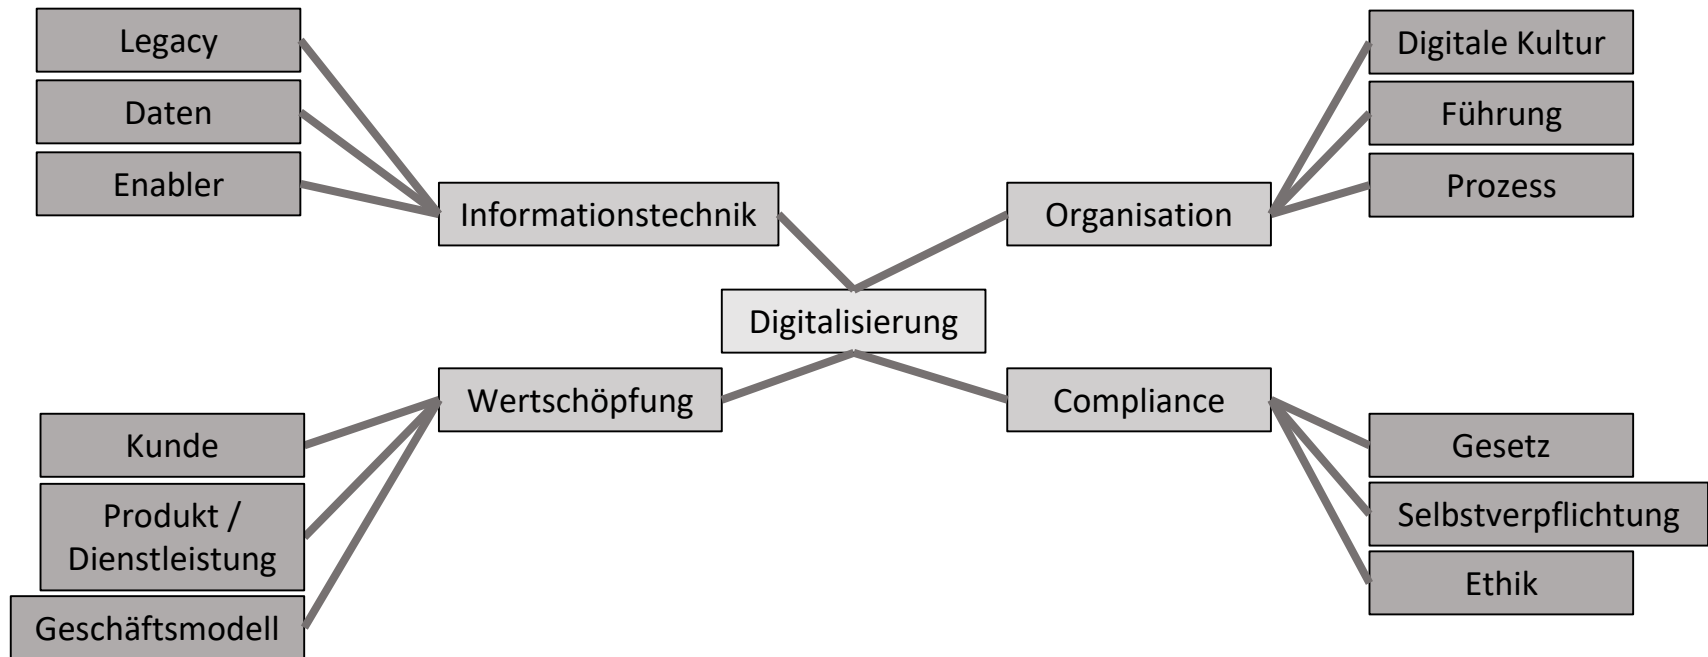 Legacy
Daten
Enabler
Informationstechnik
Digitale Kultur
Führung
Prozess
Organisation
Digitalisierung
Wertschöpfung
Kunde
Produkt /
Dienstleistung
Geschäftsmodell
Compliance
Gesetz
Selbstverpflichtung
Ethik